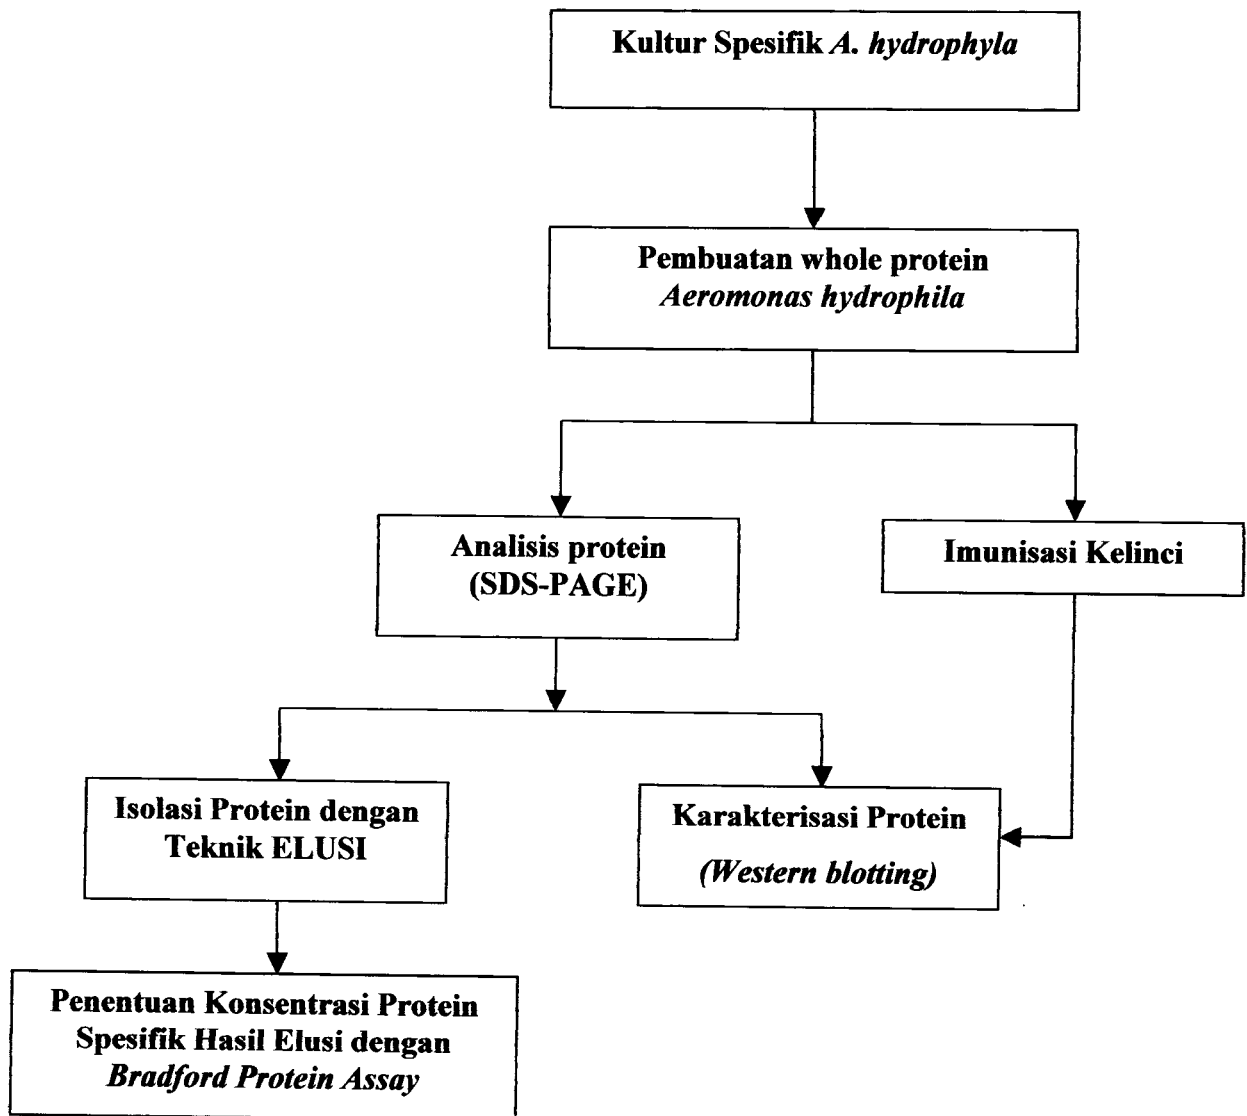 Kultur Spesifik A. hydrophyla
Pembuatan whole protein
Aeromonas hydrophila
Analisis protein
(SDS-PAGE)
Imunisasi Kelinci
Isolasi Protein dengan
Teknik ELUSI
Karakterisasi Protein
(Western blotting)
Penentuan Konsentrasi Protein
Spesifik Hasil Elusi dengan
Bradford Protein Assay